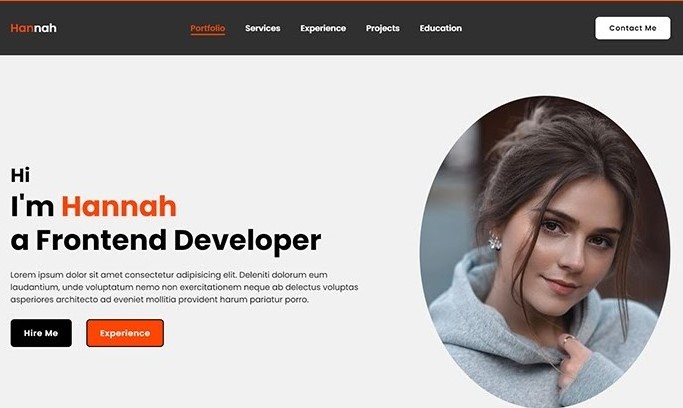 Hannah
Portfolio Services Experience Projects Education
Contact Me
Hi
I'm Hannah
a Frontend Developer
Lorem ipsum dolor sit amet consectetur adipisicing elit. Deleniti dolorum eum
laudantium, unde voluptatum nemo non exercitationem neque ab delectus voluptas
asperiores architecto ad eveniet mollitia provident harum pariatur porro.
Hire Me
Experience